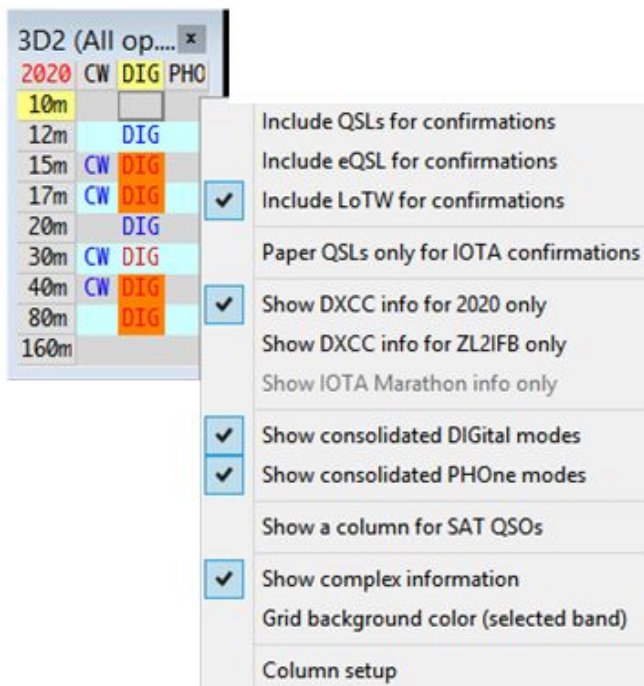 3D2 (All op.... x
2020 CW DIG PHO
10m
12m DIG
15m CW DIG
17m CW DIG
20m DIG
30m CW DIG
40m CW DIG
80m DIG
160m
Include QSLs for confirmations
Include eQSL for confirmations
Include LoTW for confirmations
Paper QSLs only for IOTA confirmations
Show DXCC info for 2020 only
Show DXCC info for ZL2IFB only
Show IOTA Marathon info only
Show consolidated DIGital modes
Show consolidated PHOne modes
Show a column for SAT QSOs
Show complex information
Grid background color (selected band)
Column setup